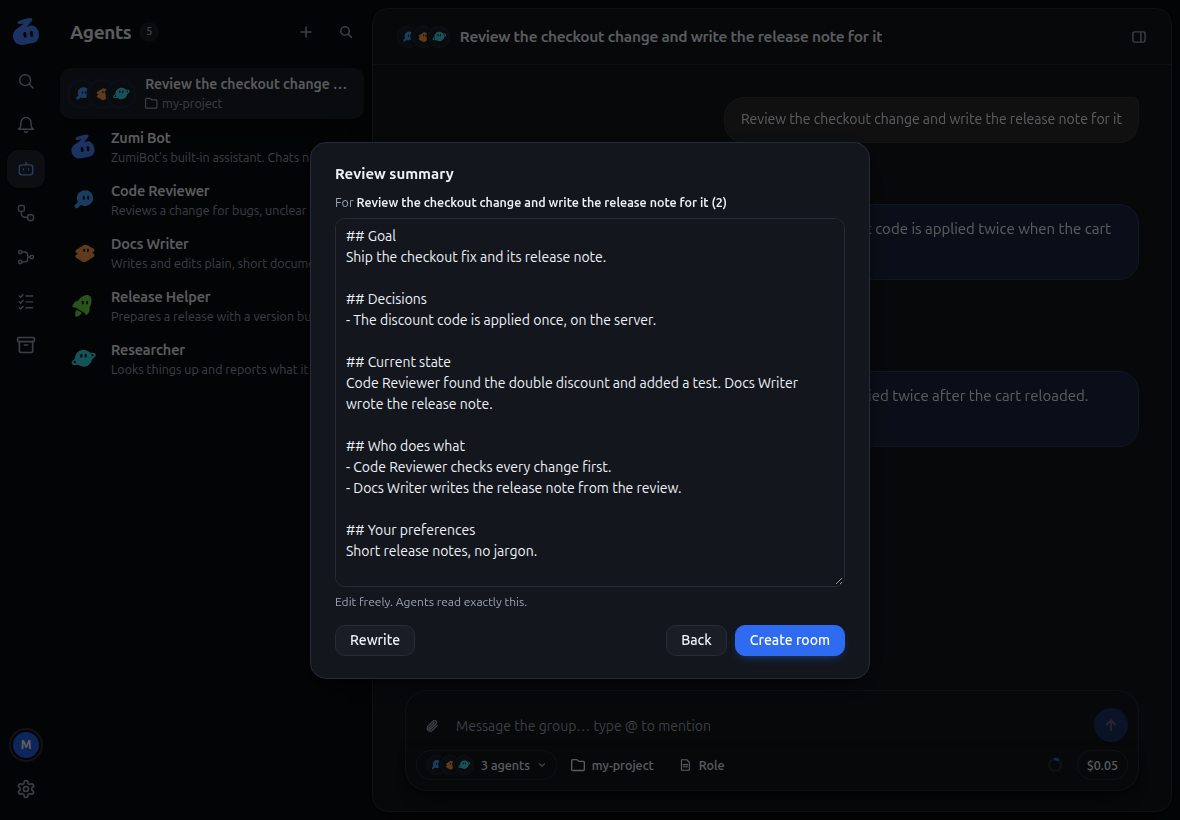 Agents 5
Review the checkout change …
my-project
Zumi Bot
ZumiBot's built-in assistant. Chats n
Code Reviewer
Reviews a change for bugs, unclear
Docs Writer
Writes and edits plain, short docume
Release Helper
Prepares a release with a version bu
Researcher
Looks things up and reports what it
M
Review the checkout change and write the release note for it
Review the checkout change and write the release note for it
code is applied twice when the cart
ied twice after the cart reloaded.
Review summary
For Review the checkout change and write the release note for it (2)
## Goal
Ship the checkout fix and its release note.
## Decisions
- The discount code is applied once, on the server.
## Current state
Code Reviewer found the double discount and added a test. Docs Writer
wrote the release note.
## Who does what
- Code Reviewer checks every change first.
- Docs Writer writes the release note from the review.
## Your preferences
Short release notes, no jargon.
Edit freely. Agents read exactly this.
Rewrite Back Create room
Message the group… type @ to mention
3 agents my-project Role $0.05